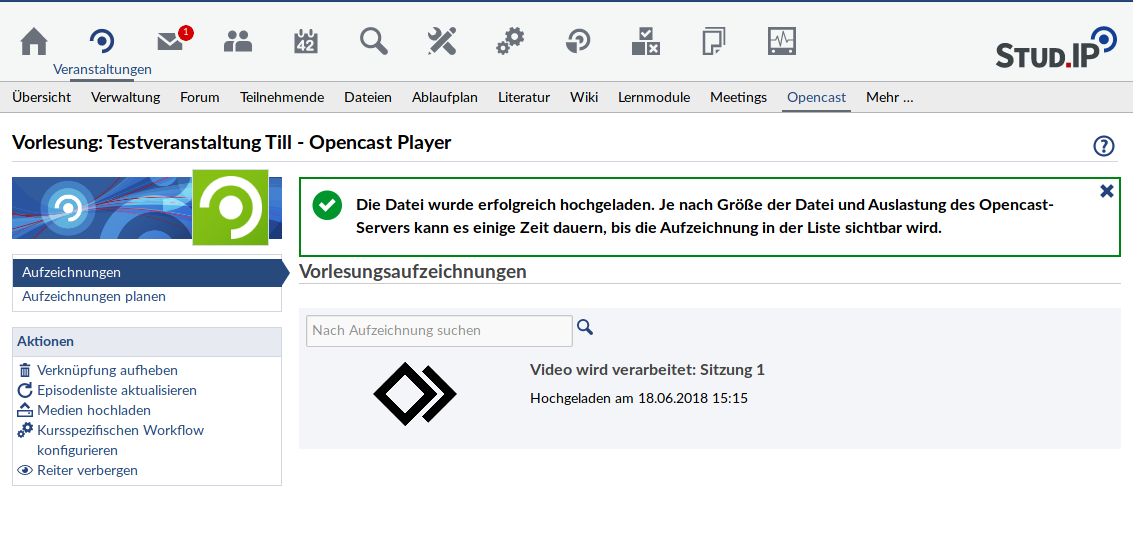 1
42
Veranstaltungen
STUD.IP
Übersicht Verwaltung Forum Teilnehmende Dateien Ablaufplan Literatur Wiki Lernmodule Meetings Opencast Mehr ...
Vorlesung: Testveranstaltung Till - Opencast Player
?
Die Datei wurde erfolgreich hochgeladen. Je nach Größe der Datei und Auslastung des Opencast-
Servers kann es einige Zeit dauern, bis die Aufzeichnung in der Liste sichtbar wird.
Aufzeichnungen
Aufzeichnungen planen
Aktionen
Verknüpfung aufheben
Episodenliste aktualisieren
Medien hochladen
Kursspezifischen Workflow
konfigurieren
Reiter verbergen
Vorlesungsaufzeichnungen
Nach Aufzeichnung suchen
Video wird verarbeitet: Sitzung 1
Hochgeladen am 18.06.2018 15:15